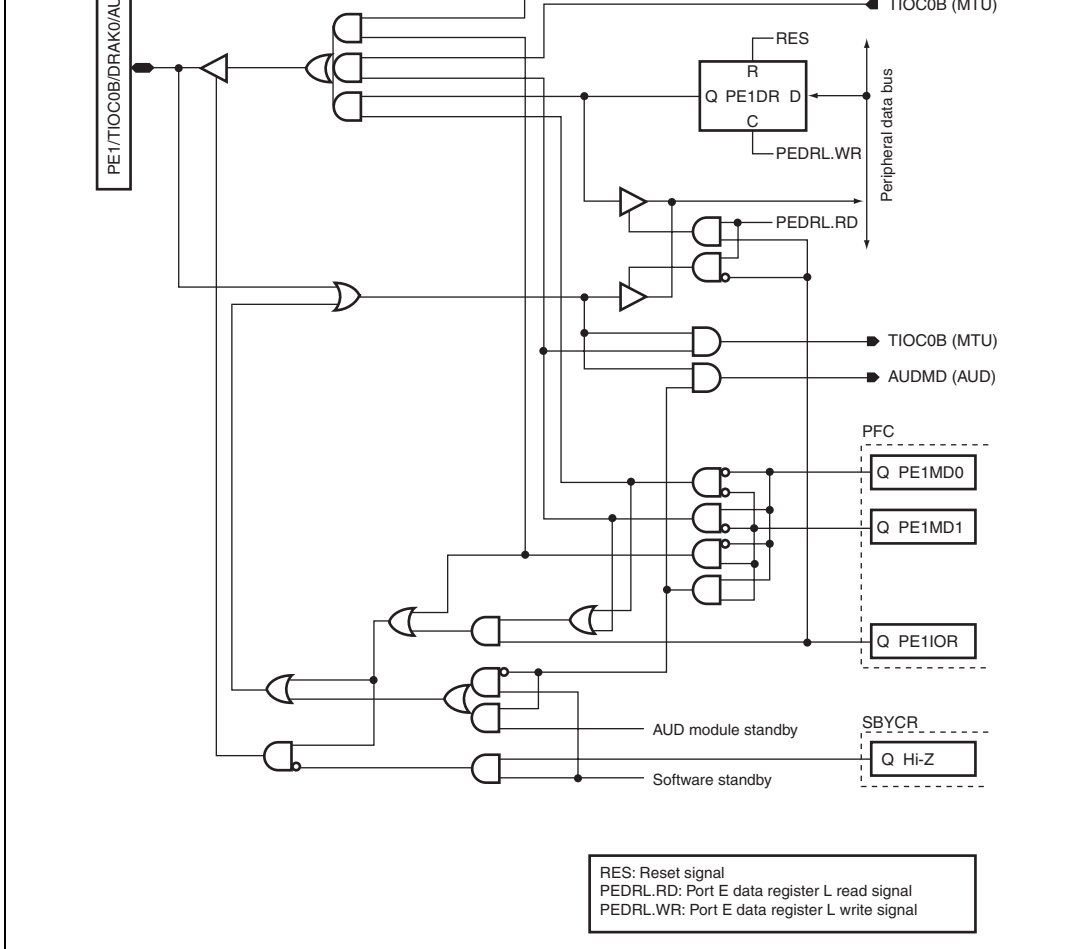 TIOC0B (MTU)
PE1/TIOC0B/DRAK0/AU
RES
R
Q PE1DR D
C
PEDRL.WR
Peripheral data bus
PEDRL.RD
TIOC0B (MTU)
AUDMD (AUD)
PFC
Q PE1MD0
Q PE1MD1
Q PE1IOR
AUD module standby
SBYCR
Q Hi-Z
Software standby
RES: Reset signal
PEDRL.RD: Port E data register L read signal
PEDRL.WR: Port E data register L write signal